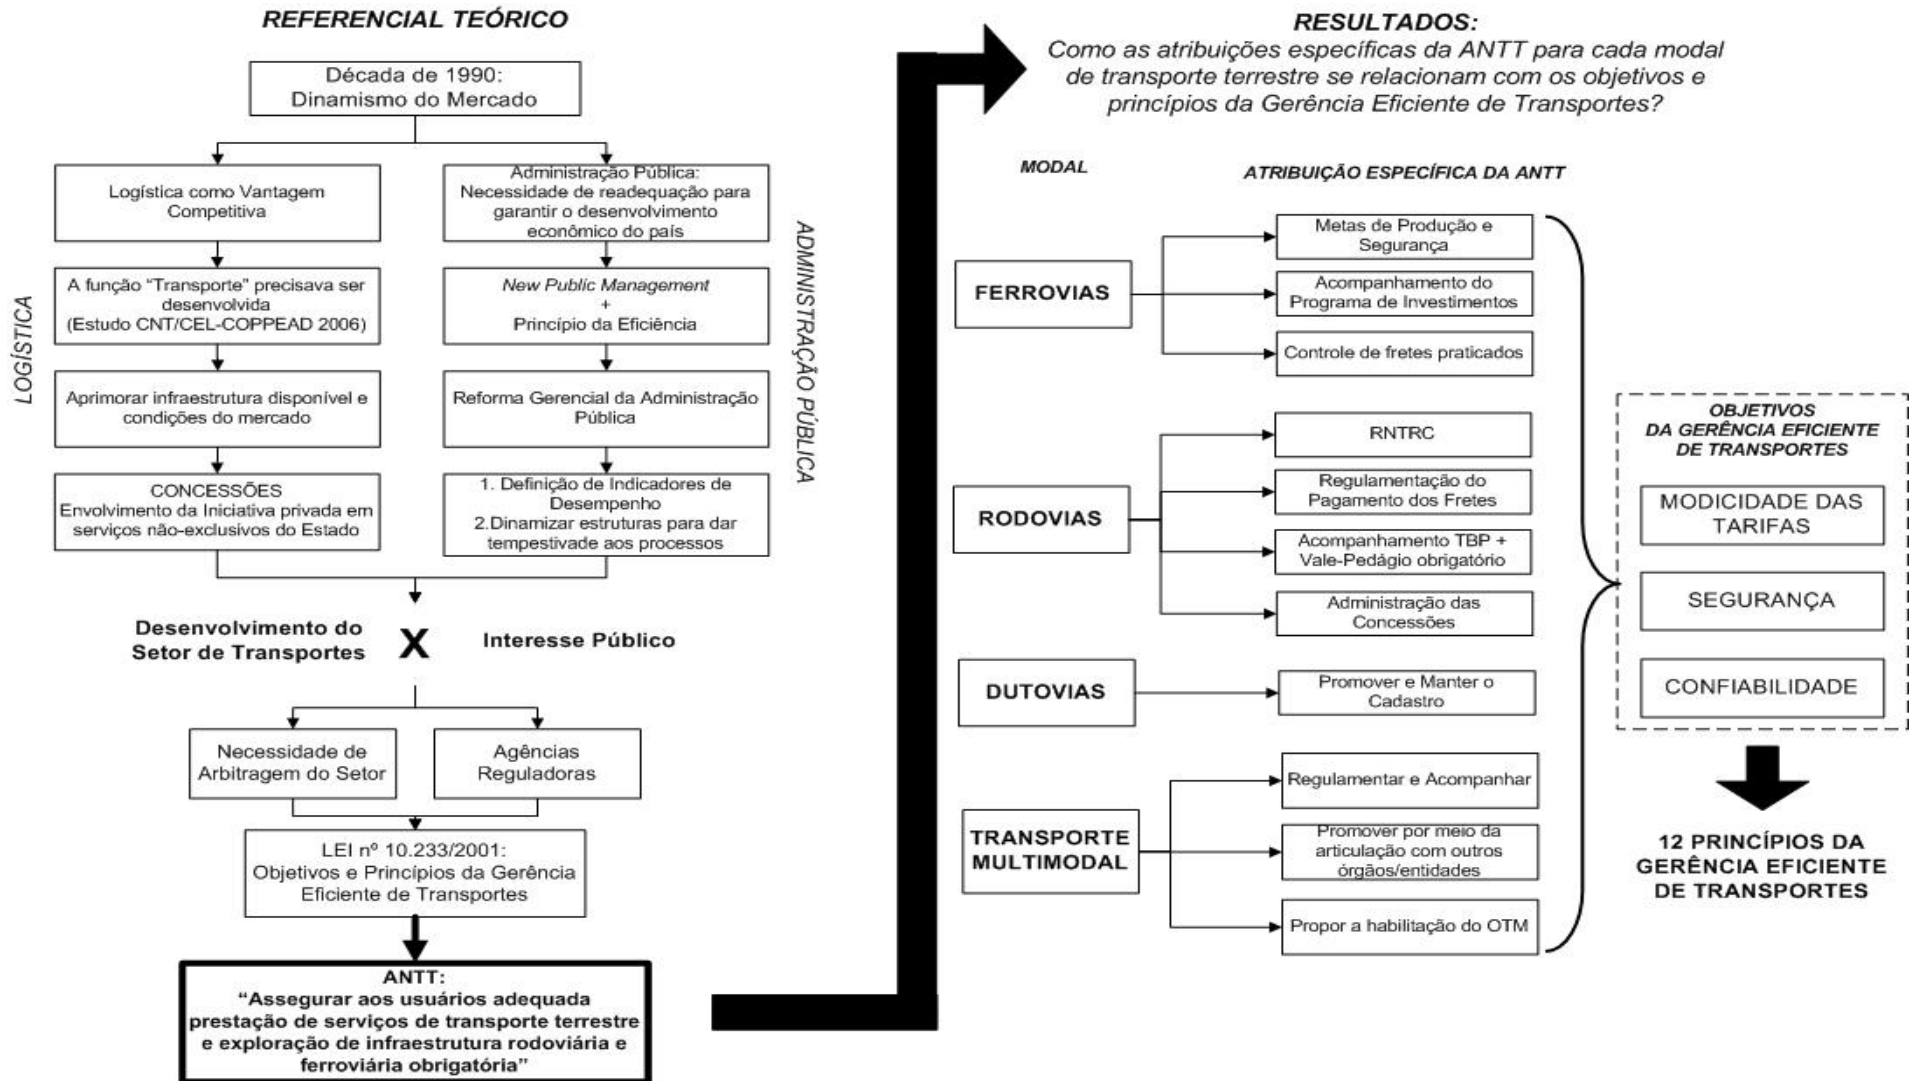 REFERENCIAL TEÓRICO
Década de 1990:
Dinamismo do Mercado
LOGÍSTICA
Logística como Vantagem
Competitiva
A função “Transporte” precisava ser
desenvolvida
(Estudo CNT/CEL-COPPEAD 2006)
Aprimorar infraestrutura disponível e
condições do mercado
CONCESSÕES
Envolvimento da Iniciativa privada em
serviços não-exclusivos do Estado
ADMINISTRAÇÃO PÚBLICA
Administração Pública:
Necessidade de readequação para
garantir o desenvolvimento
econômico do país
New Public Management
+
Princípio da Eficiência
Reforma Gerencial da Administração
Pública
1. Definição de Indicadores de
Desempenho
2.Dinamizar estruturas para dar
tempestivade aos processos
Desenvolvimento do
Setor de Transportes
X
Interesse Público
Necessidade de
Arbitragem do Setor
Agências
Reguladoras
LEI nº 10.233/2001:
Objetivos e Princípios da Gerência
Eficiente de Transportes
ANTT:
“Assegurar aos usuários adequada
prestação de serviços de transporte terrestre
e exploração de infraestrutura rodoviária e
ferroviária obrigatória”
RESULTADOS:
Como as atribuições específicas da ANTT para cada modal
de transporte terrestre se relacionam com os objetivos e
princípios da Gerência Eficiente de Transportes?
MODAL
ATRIBUIÇÃO ESPECÍFICA DA ANTT
FERROVIAS
Metas de Produção e
Segurança
Acompanhamento do
Programa de Investimentos
Controle de fretes praticados
RODOVIAS
RNTRC
Regulamentação do
Pagamento dos Fretes
Acompanhamento TBP +
Vale-Pedágio obrigatório
Administração das
Concessões
DUTOVIAS
Promover e Manter o
Cadastro
TRANSPORTE
MULTIMODAL
Regulamentar e Acompanhar
Promover por meio da
articulação com outros
órgãos/entidades
Propor a habilitação do OTM
OBJETIVOS
DA GERÊNCIA EFICIENTE
DE TRANSPORTES
MODICIDADE DAS
TARIFAS
SEGURANÇA
CONFIABILIDADE
12 PRINCÍPIOS DA
GERÊNCIA EFICIENTE
DE TRANSPORTES